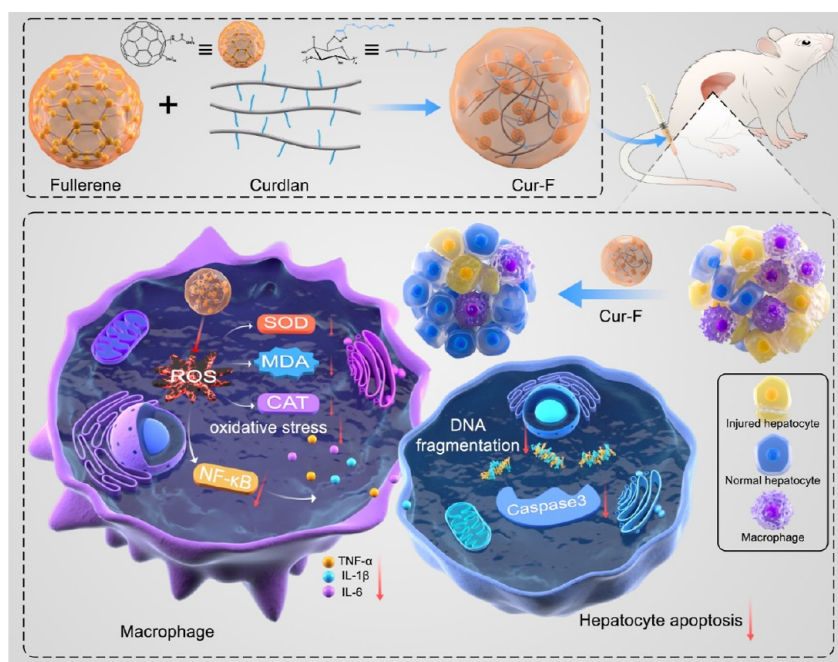 Fullerene
+
Curdlan
Cur-F
Cur-F
SOD
MDA
ROS
CAT
oxidative stress
NF-κB
TNF-α
IL-1β
IL-6
Macrophage
DNA
fragmentation
Caspase3
Hepatocyte apoptosis
Injured hepatocyte
Normal hepatocyte
Macrophage